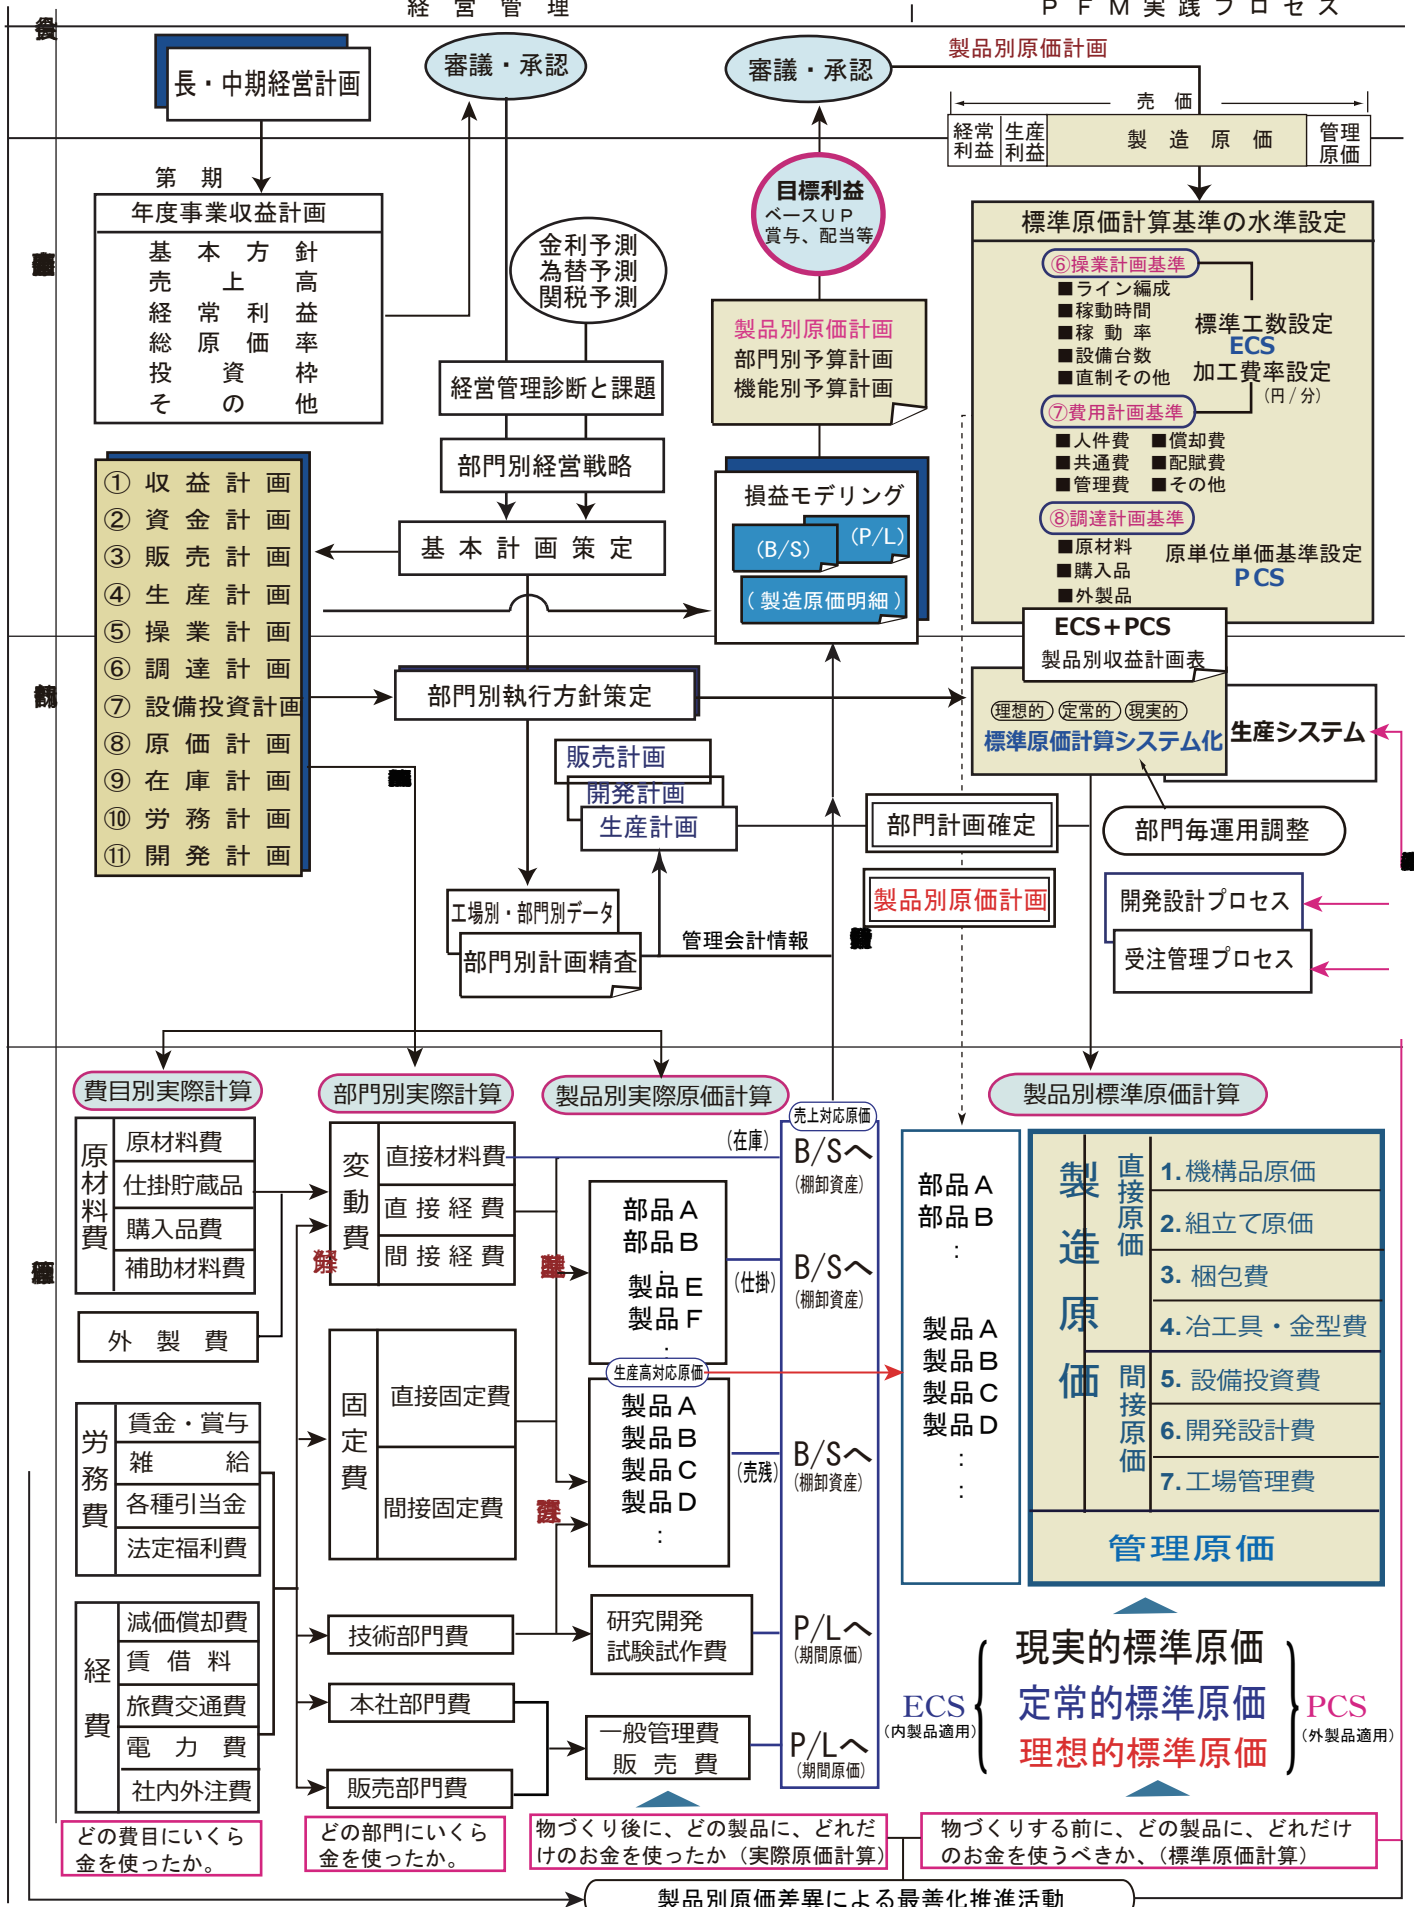 経営管理
PFM実践プロセス
長・中期経営計画
審議・承認
審議・承認
製品別原価計画
売価
経常利益
生産利益
製造原価
管理原価
第 期
年度事業収益計画
基本方針
売上高
経常利益
総原価率
投資枠
その他
金利予測
為替予測
関税予測
目標利益
ベースUP
賞与、配当等
製品別原価計画
部門別予算計画
機能別予算計画
経営管理診断と課題
部門別経営戦略
基本計画策定
標準原価計算基準の水準設定
⑥操業計画基準
■ライン編成
■稼動時間
■稼動率
■設備台数
■直制その他
標準工数設定
ECS
加工費率設定
(円/分)
⑦費用計画基準
■人件費 ■償却費
■共通費 ■配賦費
■管理費 ■その他
⑧調達計画基準
■原材料
■購入品
■外製品
原単位単価基準設定
PCS
① 収益計画
② 資金計画
③ 販売計画
④ 生産計画
⑤ 操業計画
⑥ 調達計画
⑦ 設備投資計画
⑧ 原価計画
⑨ 在庫計画
⑩ 労務計画
⑪ 開発計画
損益モデリング
(B/S)
(P/L)
(製造原価明細)
ECS+PCS
製品別収益計画表
理想的 定常的 現実的
標準原価計算システム化
生産システム
部門別執行方針策定
販売計画
開発計画
生産計画
部門計画確定
部門毎運用調整
製品別原価計画
開発設計プロセス
受注管理プロセス
工場別・部門別データ
部門別計画精査
管理会計情報
費目別実際計算
部門別実際計算
製品別実際原価計算
製品別標準原価計算
原材料費
原材料費
仕掛貯蔵品
購入品費
補助材料費
外製費
労務費
賃金・賞与
雑給
各種引当金
法定福利費
経費
減価償却費
賃借料
旅費交通費
電力費
社内外注費
変動費
直接材料費
直接経費
間接経費
固定費
直接固定費
間接固定費
技術部門費
本社部門費
販売部門費
部品A
部品B
:
製品E
製品F
:
生産高対応原価
製品A
製品B
製品C
製品D
:
研究開発
試験試作費
一般管理費
販売費
売上対応原価
(在庫)
B/Sへ
(棚卸資産)
(仕掛)
B/Sへ
(棚卸資産)
(売残)
B/Sへ
(棚卸資産)
P/Lへ
(期間原価)
P/Lへ
(期間原価)
部品A
部品B
:
製品A
製品B
製品C
製品D
:
:
製造原価
直接原価
1.機構品原価
2.組立て原価
3.梱包費
4.冶工具・金型費
間接原価
5.設備投資費
6.開発設計費
7.工場管理費
管理原価
ECS
(内製品適用)
現実的標準原価
定常的標準原価
理想的標準原価
PCS
(外製品適用)
どの費目にいくら
金を使ったか。
どの部門にいくら
金を使ったか。
物づくり後に、どの製品に、どれだ
けのお金を使ったか(実際原価計算)
物づくりする前に、どの製品に、どれだけ
のお金を使うべきか、(標準原価計算)
製品別原価差異による最善化推進活動